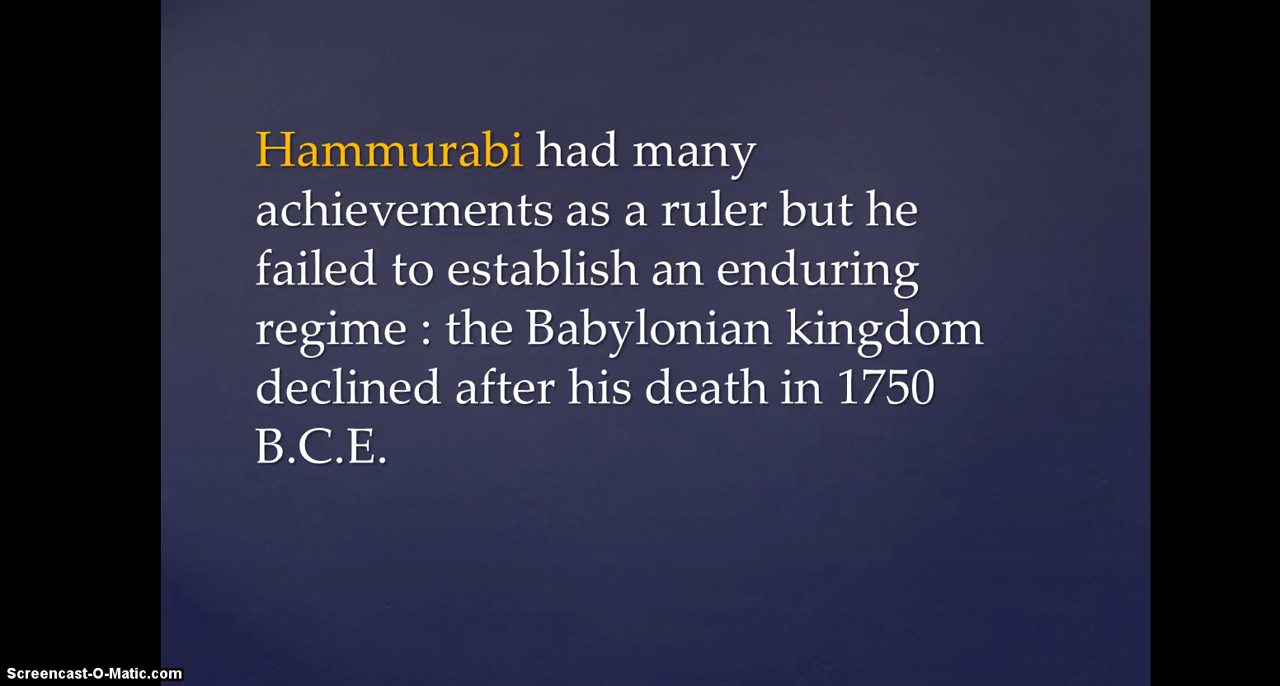 Hammurabi had many
achievements as a ruler but he
failed to establish an enduring
regime : the Babylonian kingdom
declined after his death in 1750
B.C.E.
Screencast-O-Matic.com